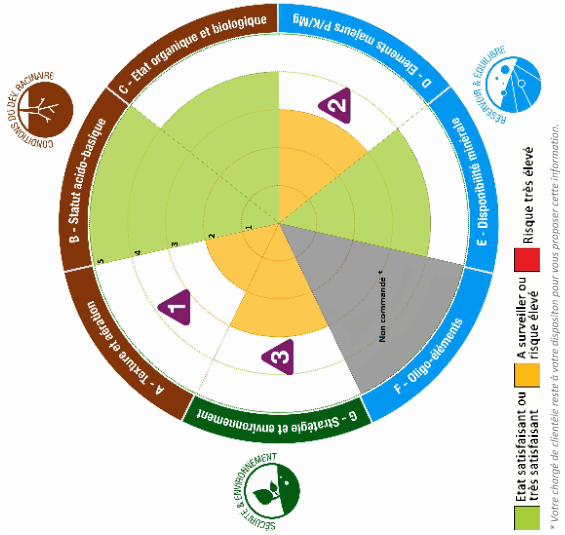 A - Texture et aération
B - Statut acido-basique
C - Etat organique et biologique
D - Eléments majeurs P/K/Mg
E - Disponibilité minérale
F - Oligo-éléments
G - Stratégie et environnement
CONDITIONS DU DEV. RACINAIRE
RÉSERVOIR & ÉQUILIBRE
SÉCURITÉ & ENVIRONNEMENT
5
4
3
2
1
1
2
3
Non commandé *
Etat satisfaisant ou
très satisfaisant
A surveiller ou
risque élevé
Risque très élevé
* Votre chargé de clientèle reste à votre dispositon pour vous proposer cette information.